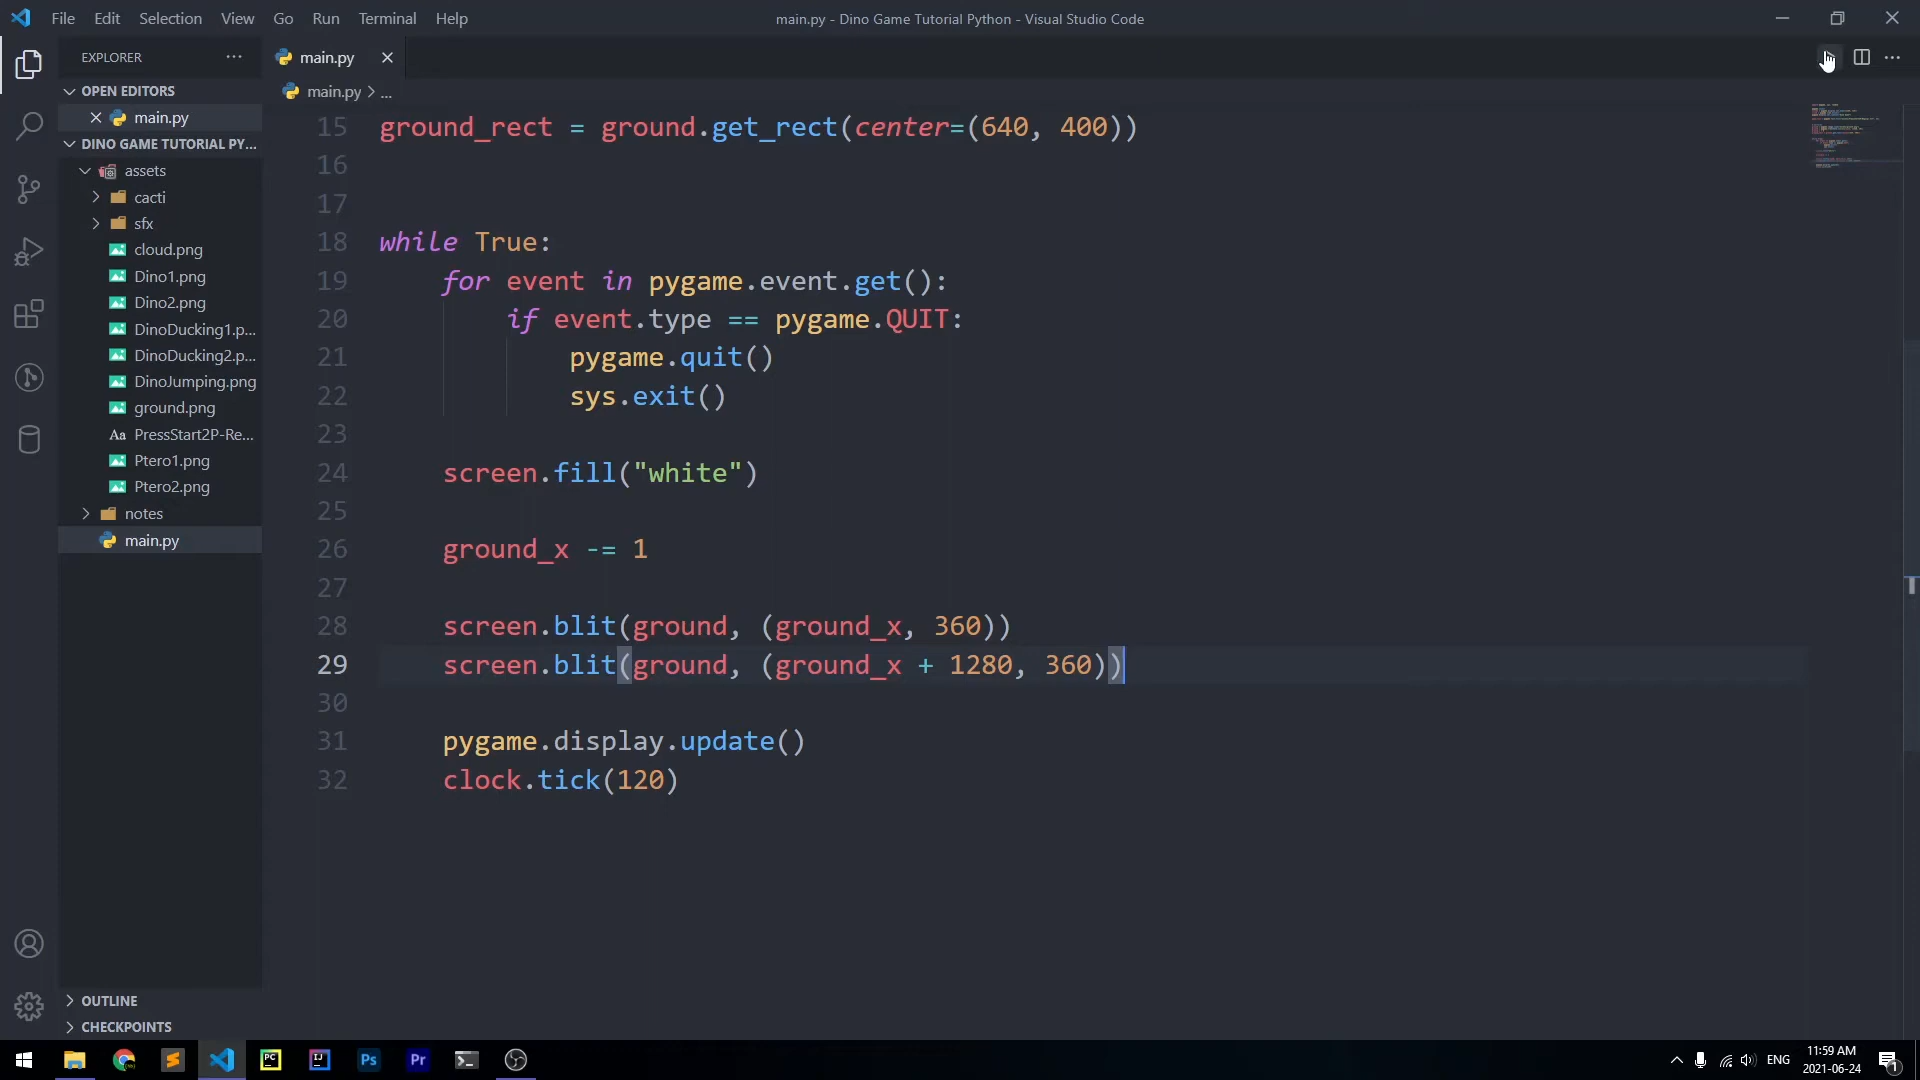 File Edit Selection View Go Run Terminal Help
main.py - Dino Game Tutorial Python - Visual Studio Code
EXPLORER
OPEN EDITORS
main.py
DINO GAME TUTORIAL PY...
assets
cacti
sfx
cloud.png
Dino1.png
Dino2.png
DinoDucking1.p...
DinoDucking2.p...
DinoJumping.png
ground.png
Aa PressStart2P-Re...
Ptero1.png
Ptero2.png
notes
main.py
OUTLINE
CHECKPOINTS
main.py
main.py > ...
15 ground_rect = ground.get_rect(center=(640, 400))
16
17
18 while True:
19 for event in pygame.event.get():
20 if event.type == pygame.QUIT:
21 pygame.quit()
22 sys.exit()
23
24 screen.fill("white")
25
26 ground_x -= 1
27
28 screen.blit(ground, (ground_x, 360))
29 screen.blit(ground, (ground_x + 1280, 360))
30
31 pygame.display.update()
32 clock.tick(120)
PC
IJ
Ps
Pr
ENG
11:59 AM
2021-06-24
1